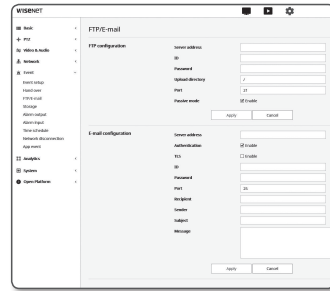 WISENET
Basic
PTZ
Video & Audio
Network
Event
Event setup
Hand over
FTP/E-mail
Storage
Alarm output
Alarm input
Time schedule
Network disconnection
App event
Analytics
System
Open Platform
FTP/E-mail
FTP configuration
Server address
ID
Password
Upload directory /
Port 21
Passive mode Enable
Apply Cancel
E-mail configuration
Server address
Authentication Enable
TLS Enable
ID
Password
Port 25
Recipient
Sender
Subject
Message
Apply Cancel